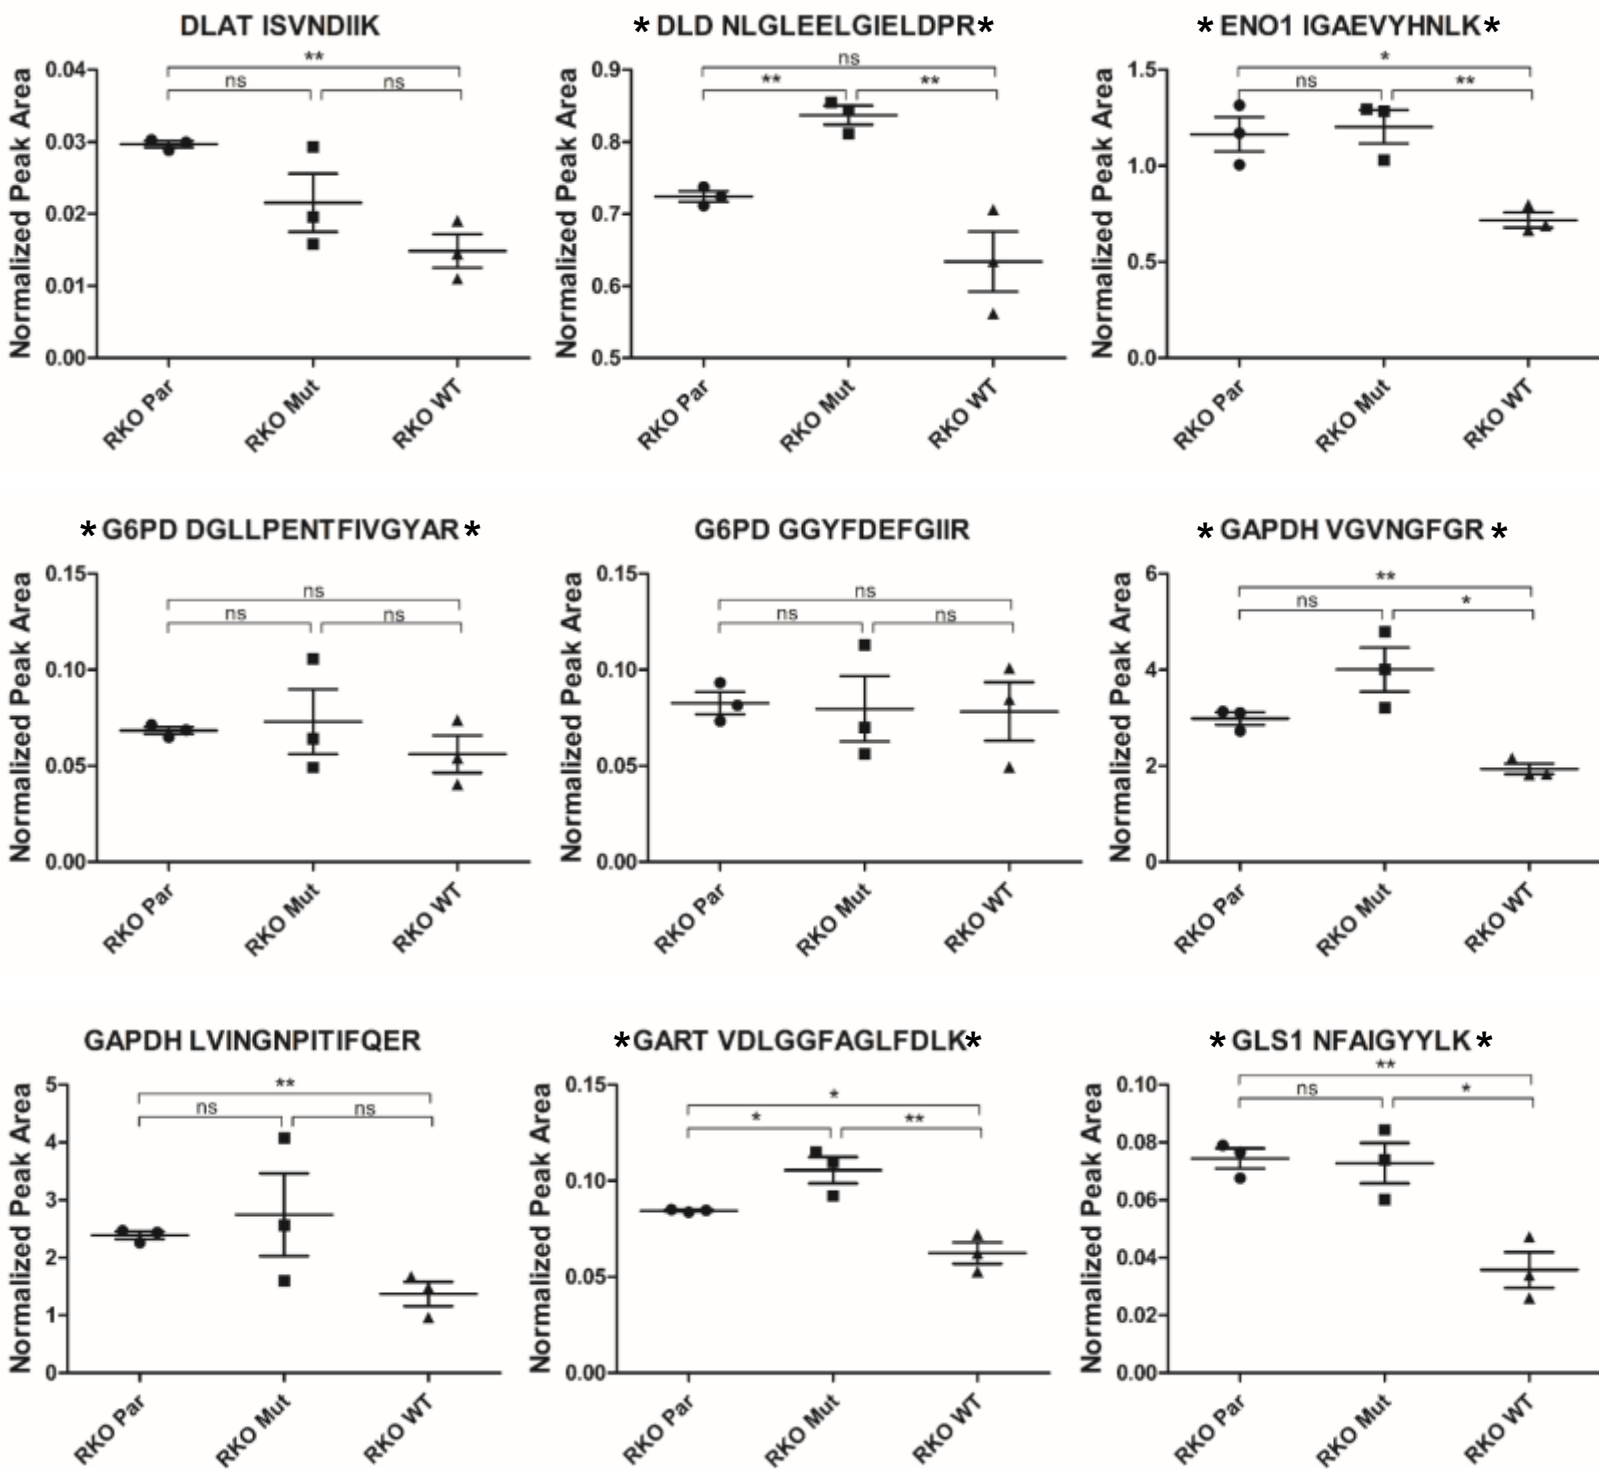 DLAT ISVNDIIK
**
ns ns
Normalized Peak Area
0.04
0.03
0.02
0.01
0.00
RKO Par RKO Mut RKO WT
* DLD NLGLEELGIELDPR *
ns
** **
Normalized Peak Area
0.9
0.8
0.7
0.6
0.5
RKO Par RKO Mut RKO WT
* ENO1 IGAEVYHNLK *
*
ns **
Normalized Peak Area
1.5
1.0
0.5
0.0
RKO Par RKO Mut RKO WT
* G6PD DGLLPENTFIVGYAR *
ns
ns ns
Normalized Peak Area
0.15
0.10
0.05
0.00
RKO Par RKO Mut RKO WT
G6PD GGYFDEFGIIR
ns
ns ns
Normalized Peak Area
0.15
0.10
0.05
0.00
RKO Par RKO Mut RKO WT
* GAPDH VGVNGFGR *
**
ns *
Normalized Peak Area
6
4
2
0
RKO Par RKO Mut RKO WT
GAPDH LVINGNPITIFQER
**
ns ns
Normalized Peak Area
5
4
3
2
1
0
RKO Par RKO Mut RKO WT
* GART VDLGGFAGLFDLK *
*
* **
Normalized Peak Area
0.15
0.10
0.05
0.00
RKO Par RKO Mut RKO WT
* GLS1 NFAIGYYLK *
**
ns *
Normalized Peak Area
0.10
0.08
0.06
0.04
0.02
0.00
RKO Par RKO Mut RKO WT